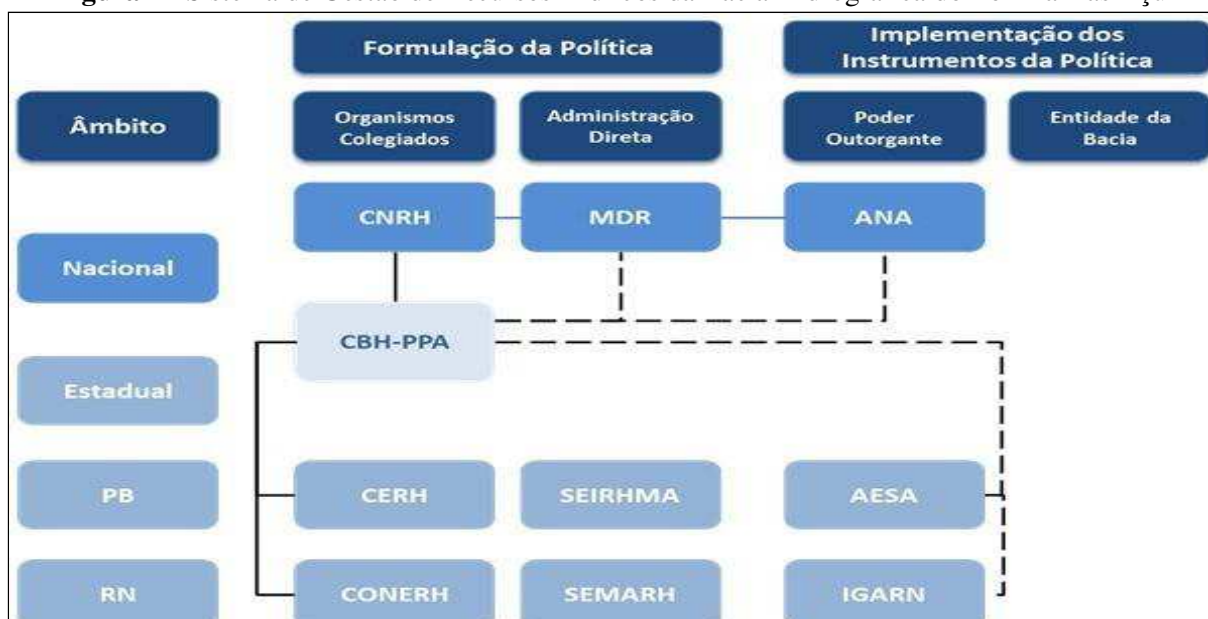 Formulação da Política
Implementação dos
Instrumentos da Política
Âmbito
Organismos
Colegiados
Administração
Direta
Poder
Outorgante
Entidade da
Bacia
CNRH
MDR
ANA
Nacional
CBH-PPA
Estadual
PB
CERH
SEIRHMA
AESA
RN
CONERH
SEMARH
IGARN